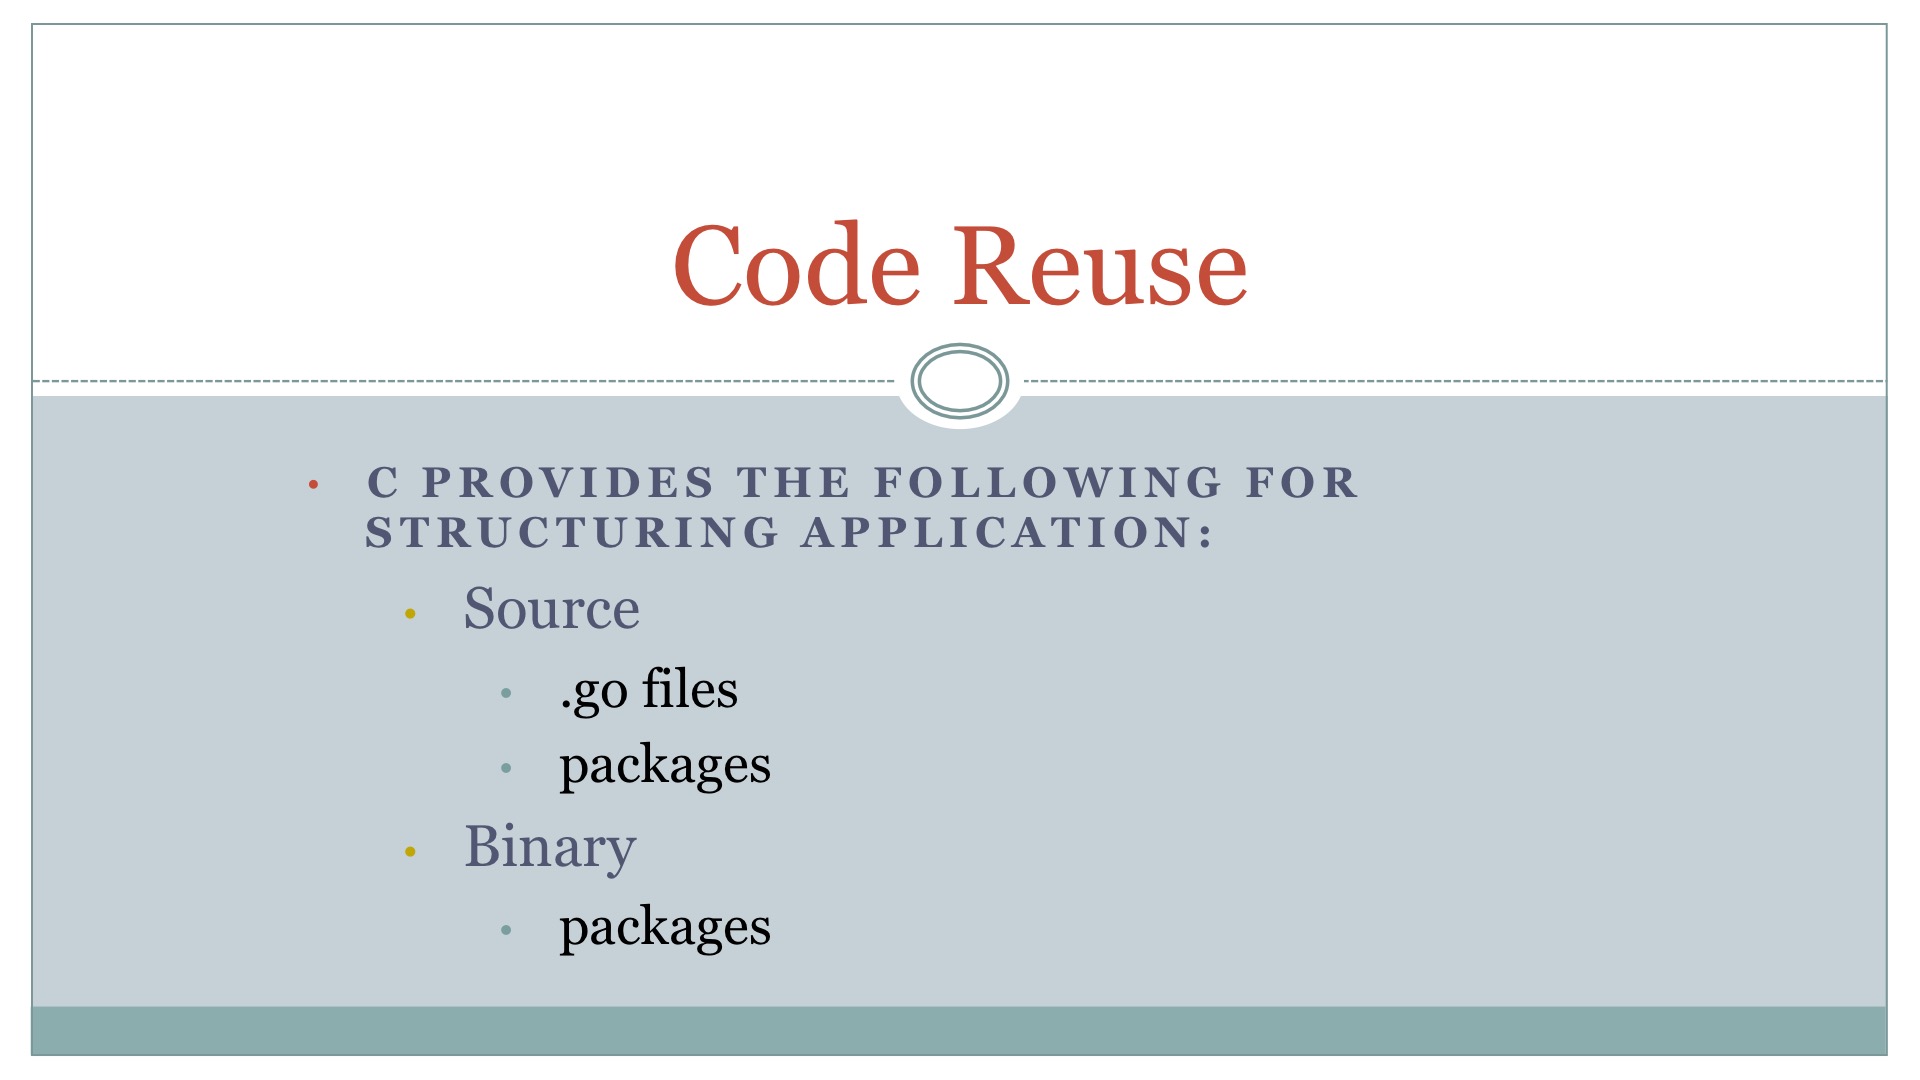 Code Reuse
• C PROVIDES THE FOLLOWING FOR
STRUCTURING APPLICATION:
• Source
• .go files
• packages
• Binary
• packages